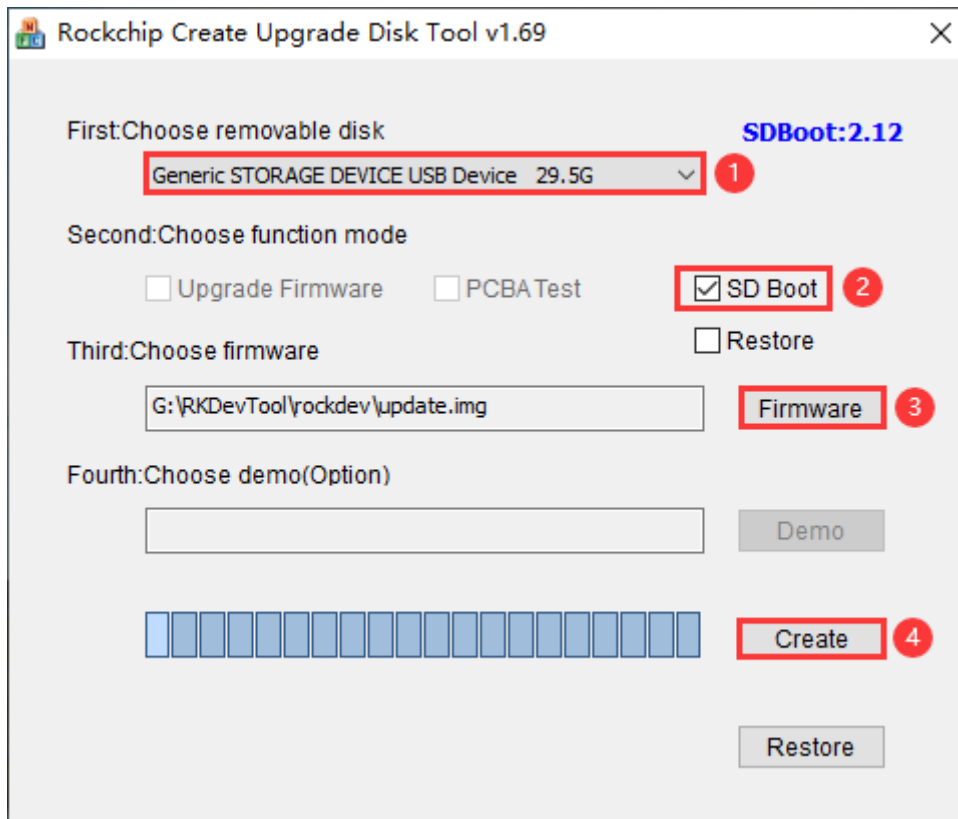 Rockchip Create Upgrade Disk Tool v1.69
First:Choose removable disk
SDBoot:2.12
Generic STORAGE DEVICE USB Device 29.5G
1
Second:Choose function mode
Upgrade Firmware
PCBA Test
SD Boot
2
Restore
Third:Choose firmware
G:\RKDevTool\rockdev\update.img
Firmware
3
Fourth:Choose demo(Option)
Demo
Create
4
Restore